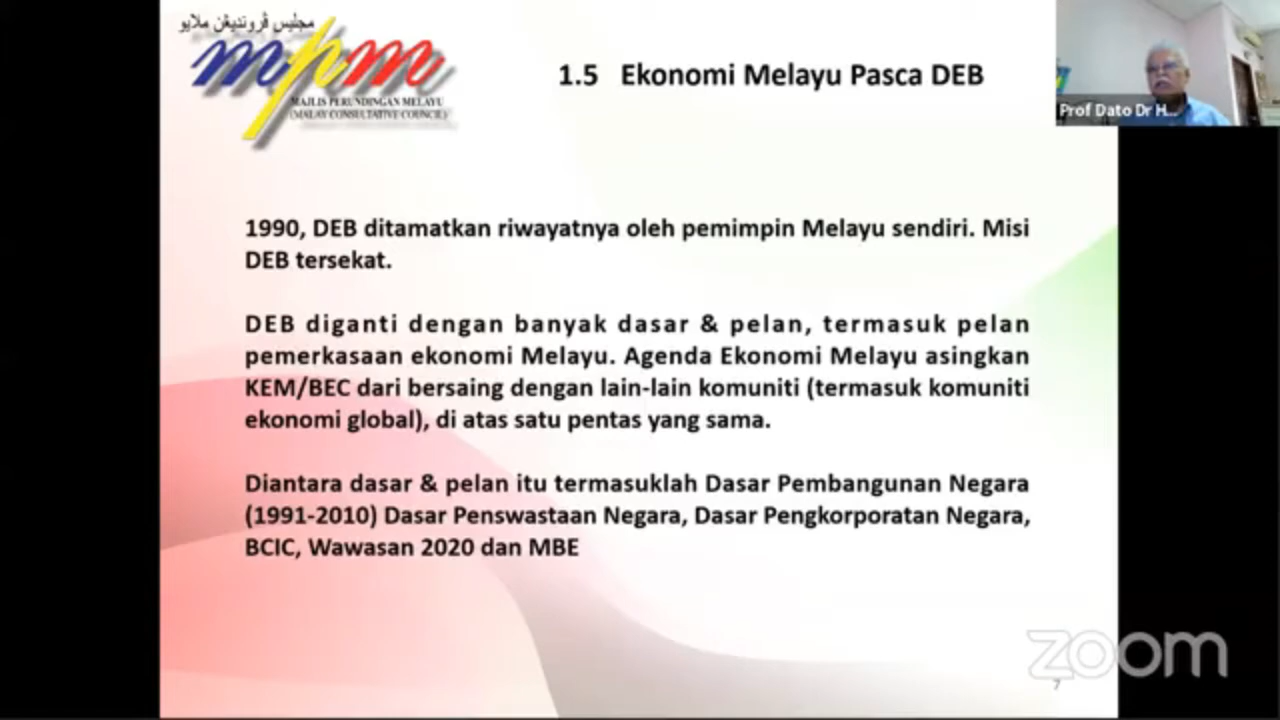 مجليس ڤرونديڠن ملايو
mpm
MAJLIS PERUNDINGAN MELAYU
(MALAY CONSULTATIVE COUNCIL)
1.5 Ekonomi Melayu Pasca DEB
Prof Dato Dr H...
1990, DEB ditamatkan riwayatnya oleh pemimpin Melayu sendiri. Misi
DEB tersekat.
DEB diganti dengan banyak dasar & pelan, termasuk pelan
pemerkasaan ekonomi Melayu. Agenda Ekonomi Melayu asingkan
KEM/BEC dari bersaing dengan lain-lain komuniti (termasuk komuniti
ekonomi global), di atas satu pentas yang sama.
Diantara dasar & pelan itu termasuklah Dasar Pembangunan Negara
(1991-2010) Dasar Penswastaan Negara, Dasar Pengkorporatan Negara,
BCIC, Wawasan 2020 dan MBE
zoom
7